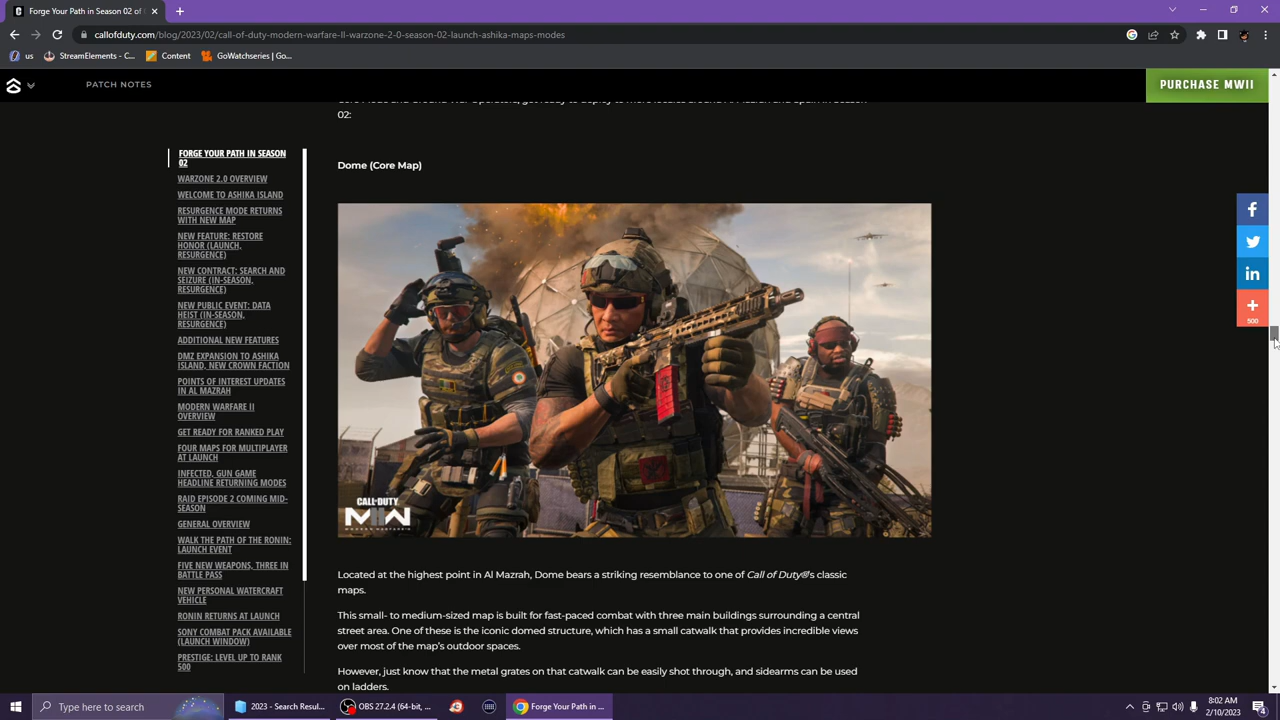 Forge Your Path in Season 02
callofduty.com/blog/2023/02/call-of-duty-modern-warfare-ii-warzone-2-0-season-02-launch-ashika-maps-modes
us
StreamElements - C...
Content
GoWatchseries | Go...
PATCH NOTES
PURCHASE MWII
02:
FORGE YOUR PATH IN SEASON
02
WARZONE 2.0 OVERVIEW
WELCOME TO ASHIKA ISLAND
RESURGENCE MODE RETURNS
WITH NEW MAP
NEW FEATURE: RESTORE
HONOR (LAUNCH,
RESURGENCE)
NEW CONTRACT: SEARCH AND
SEIZURE (IN-SEASON,
RESURGENCE)
NEW PUBLIC EVENT: DATA
HEIST (IN-SEASON,
RESURGENCE)
ADDITIONAL NEW FEATURES
DMZ EXPANSION TO ASHIKA
ISLAND, NEW CROWN FACTION
POINTS OF INTEREST UPDATES
IN AL MAZRAH
MODERN WARFARE II
OVERVIEW
GET READY FOR RANKED PLAY
FOUR MAPS FOR MULTIPLAYER
AT LAUNCH
INFECTED, GUN GAME
HEADLINE RETURNING MODES
RAID EPISODE 2 COMING MID-
SEASON
GENERAL OVERVIEW
WALK THE PATH OF THE RONIN:
LAUNCH EVENT
FIVE NEW WEAPONS, THREE IN
BATTLE PASS
NEW PERSONAL WATERCRAFT
VEHICLE
RONIN RETURNS AT LAUNCH
SONY COMBAT PACK AVAILABLE
(LAUNCH WINDOW)
PRESTIGE: LEVEL UP TO RANK
500
Dome (Core Map)
CALL OF DUTY
MWII
MODERN WARFARE II
Located at the highest point in Al Mazrah, Dome bears a striking resemblance to one of Call of Duty®'s classic
maps.
This small- to medium-sized map is built for fast-paced combat with three main buildings surrounding a central
street area. One of these is the iconic domed structure, which has a small catwalk that provides incredible views
over most of the map's outdoor spaces.
However, just know that the metal grates on that catwalk can be easily shot through, and sidearms can be used
on ladders.
500
Type here to search
2023 - Search Resul...
OBS 27.2.4 (64-bit, ...
Forge Your Path in ...
8:02 AM
2/10/2023
4